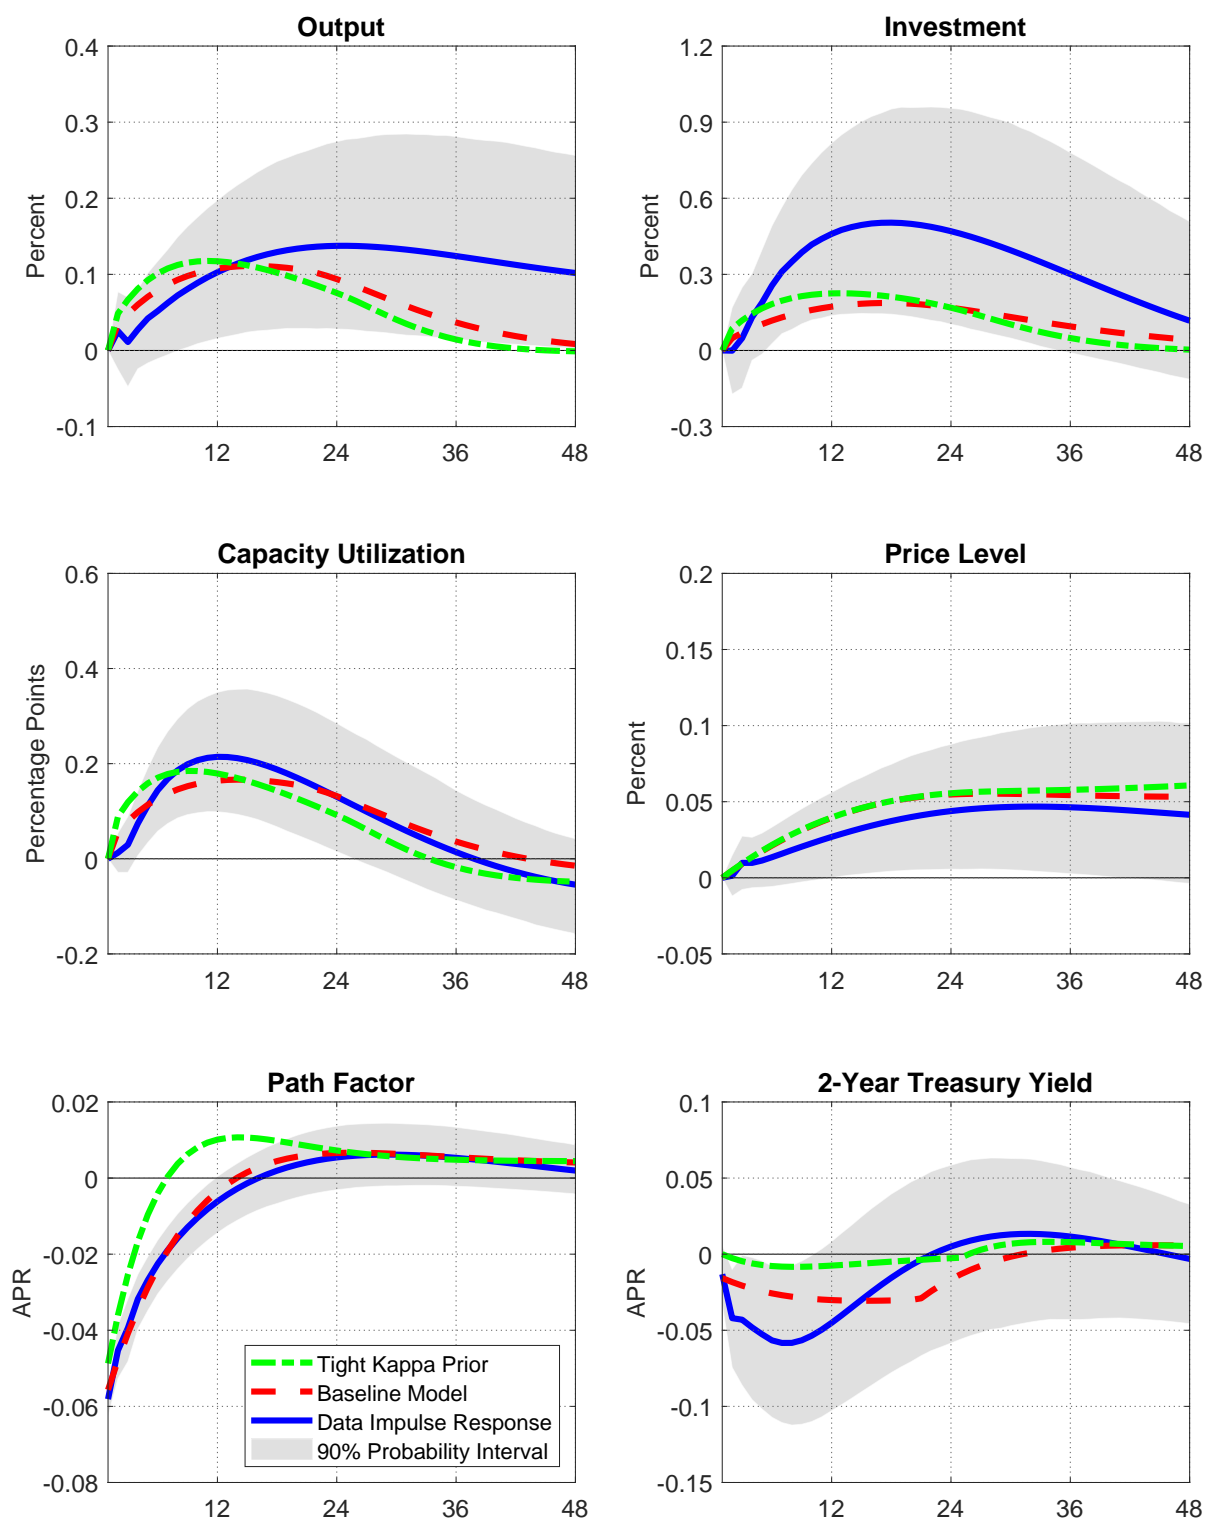 Output
Percent
0.4
0.3
0.2
0.1
0
-0.1
12 24 36 48
Investment
Percent
1.2
0.9
0.6
0.3
0
-0.3
12 24 36 48
Capacity Utilization
Percentage Points
0.6
0.4
0.2
0
-0.2
12 24 36 48
Price Level
Percent
0.2
0.15
0.1
0.05
0
-0.05
12 24 36 48
Path Factor
APR
0.02
0
-0.02
-0.04
-0.06
-0.08
Tight Kappa Prior
Baseline Model
Data Impulse Response
90% Probability Interval
12 24 36 48
2-Year Treasury Yield
APR
0.1
0.05
0
-0.05
-0.1
-0.15
12 24 36 48